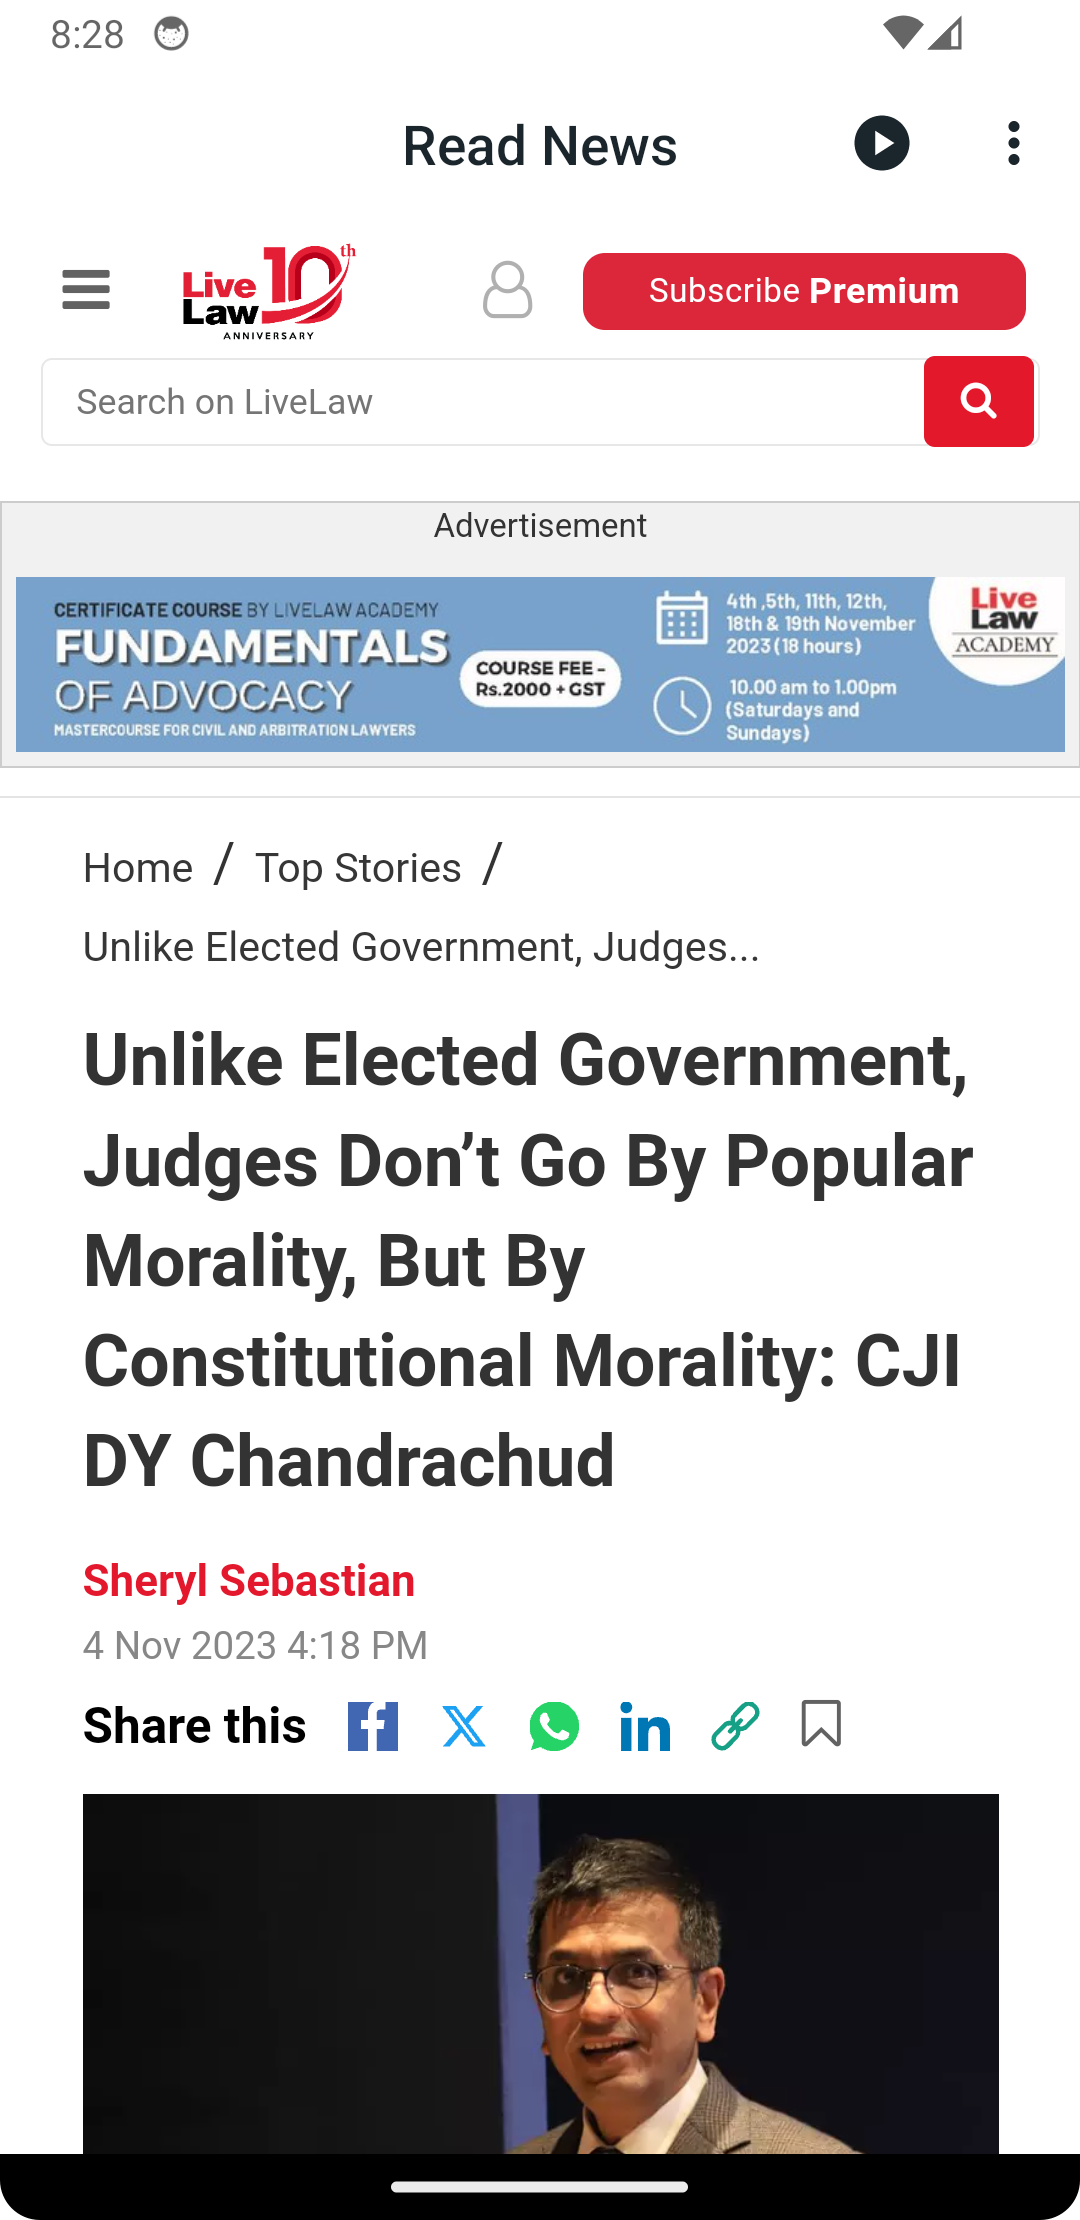 8:28
Read News
Live Law 10th
ANNIVERSARY
Subscribe Premium
Search on LiveLaw
Advertisement
CERTIFICATE COURSE BY LIVELAW ACADEMY
FUNDAMENTALS
OF ADVOCACY
MASTERCOURSE FOR CIVIL AND ARBITRATION LAWYERS
COURSE FEE -
Rs.2000 + GST
4th ,5th, 11th, 12th,
18th & 19th November
2023 (18 hours)
10.00 am to 1.00pm
(Saturdays and
Sundays)
Live
Law
ACADEMY
Home / Top Stories /
Unlike Elected Government, Judges...
Unlike Elected Government,
Judges Don’t Go By Popular
Morality, But By
Constitutional Morality: CJI
DY Chandrachud
Sheryl Sebastian
4 Nov 2023 4:18 PM
Share this